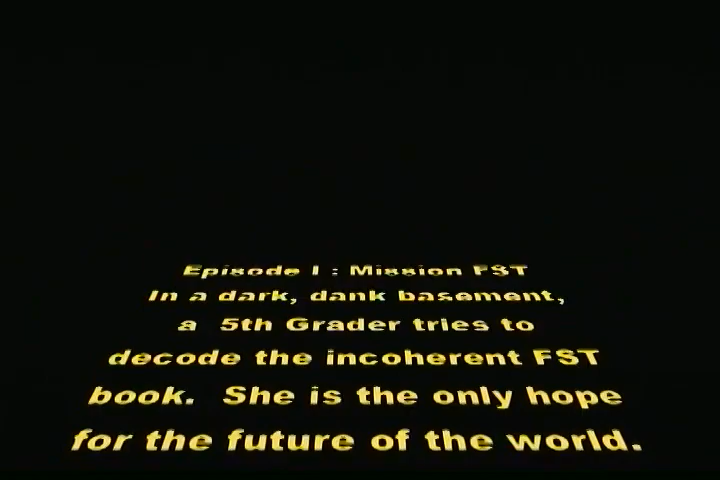 Episode I : Mission FST
In a dark, dank basement,
a 5th Grader tries to
decode the incoherent FST
book. She is the only hope
for the future of the world.